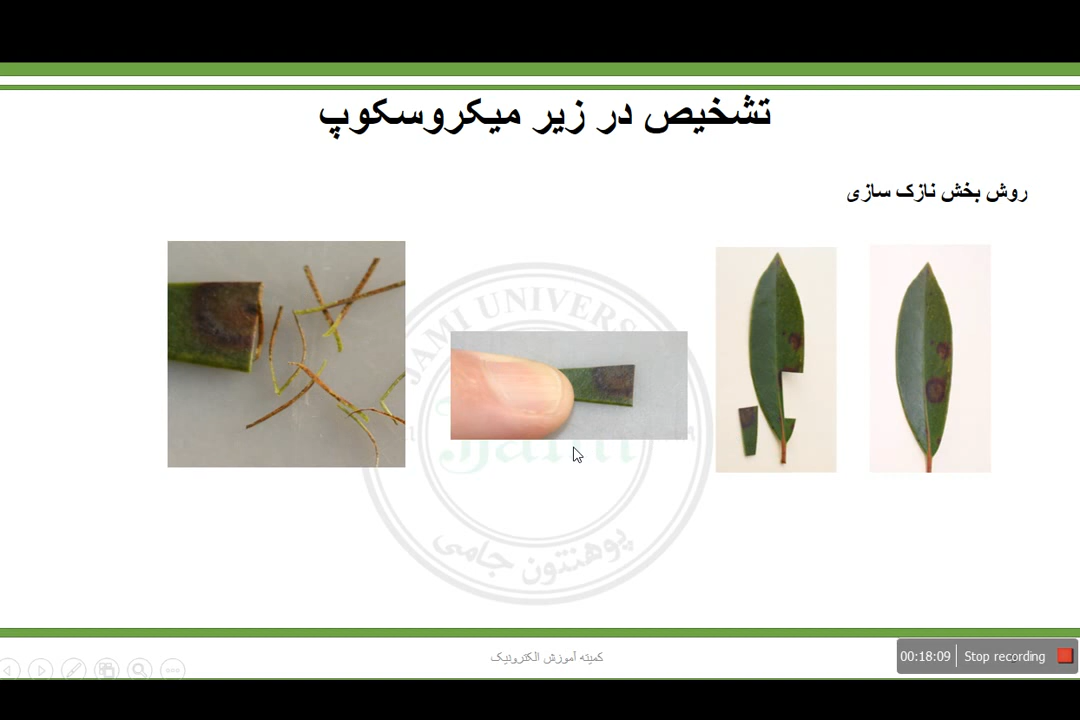 تشخیص در زیر میکروسکوپ
روش بخش نازک سازی
JAMI UNIVERS
Jami
پوهنتون جامی
کمیته آموزش الکترونیک
00:18:09 Stop recording